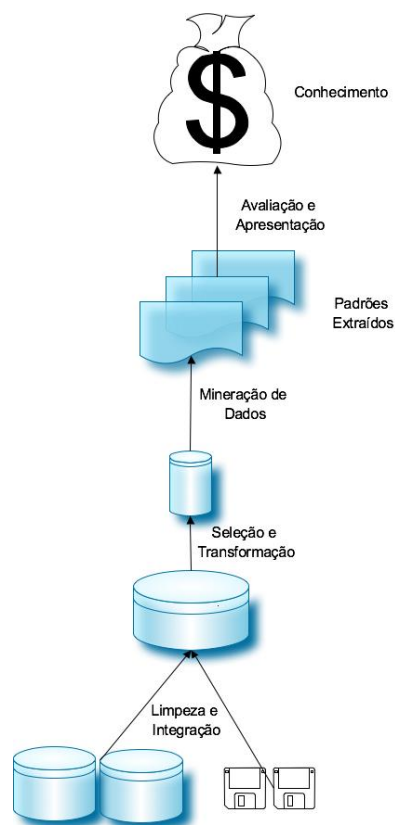 $
Conhecimento
Avaliação e
Apresentação
Padrões
Extraídos
Mineração de
Dados
Seleção e
Transformação
Limpeza e
Integração